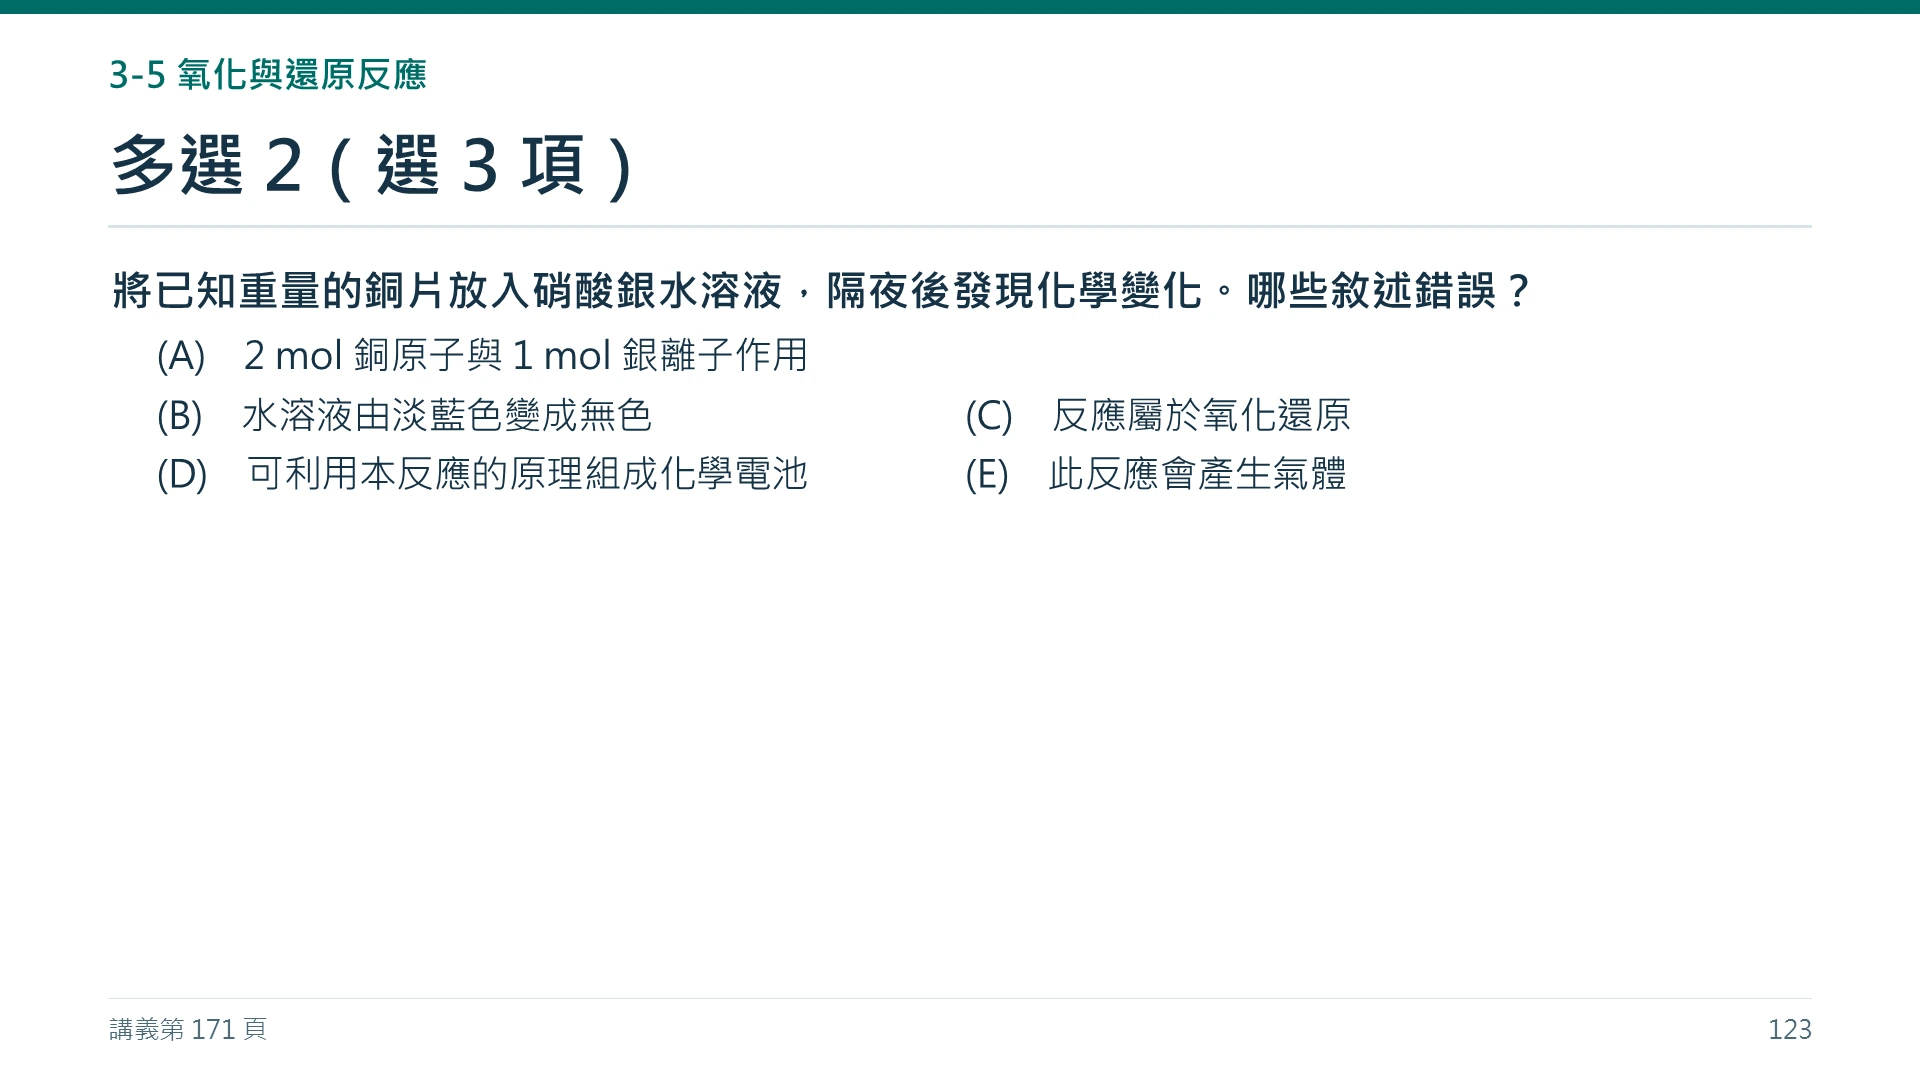 3-5 氧化與還原反應
多選 2（選 3 項）
將已知重量的銅片放入硝酸銀水溶液，隔夜後發現化學變化。哪些敘述錯誤？
(A) 2 mol 銅原子與 1 mol 銀離子作用
(B) 水溶液由淡藍色變成無色 (C) 反應屬於氧化還原
(D) 可利用本反應的原理組成化學電池 (E) 此反應會產生氣體
講義第 171 頁 123